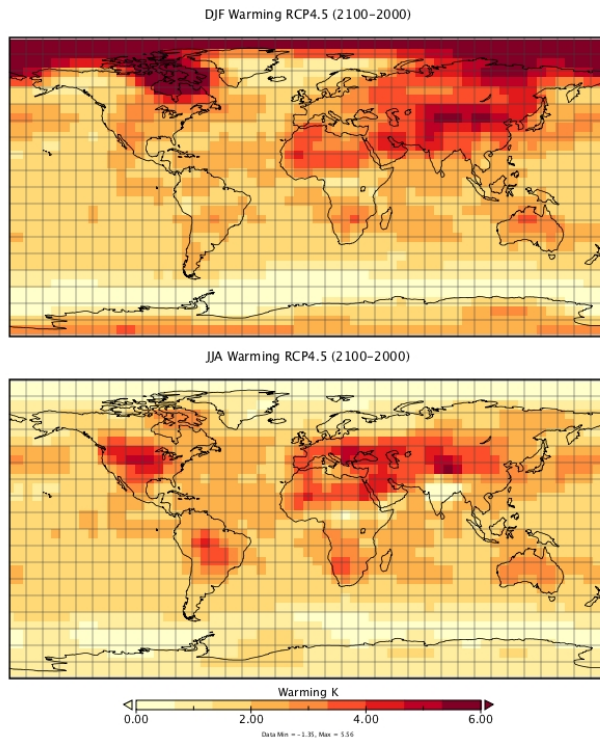 DJF Warming RCP4.5 (2100-2000)
JJA Warming RCP4.5 (2100-2000)
Warming K
0.00 2.00 4.00 6.00
Data Min = -1.35, Max = 5.56